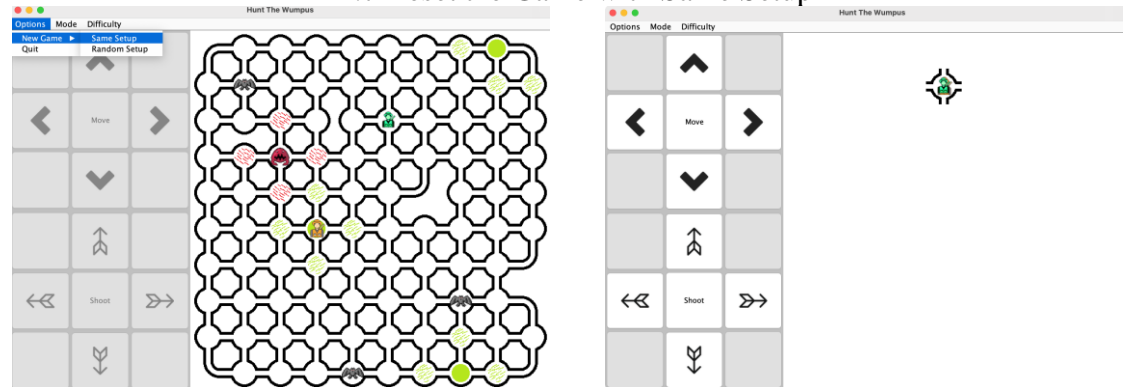 Hunt The Wumpus
Options Mode Difficulty
New Game ▶ Same Setup
Quit Random Setup
Move
Shoot
Hunt The Wumpus
Options Mode Difficulty
Move
Shoot